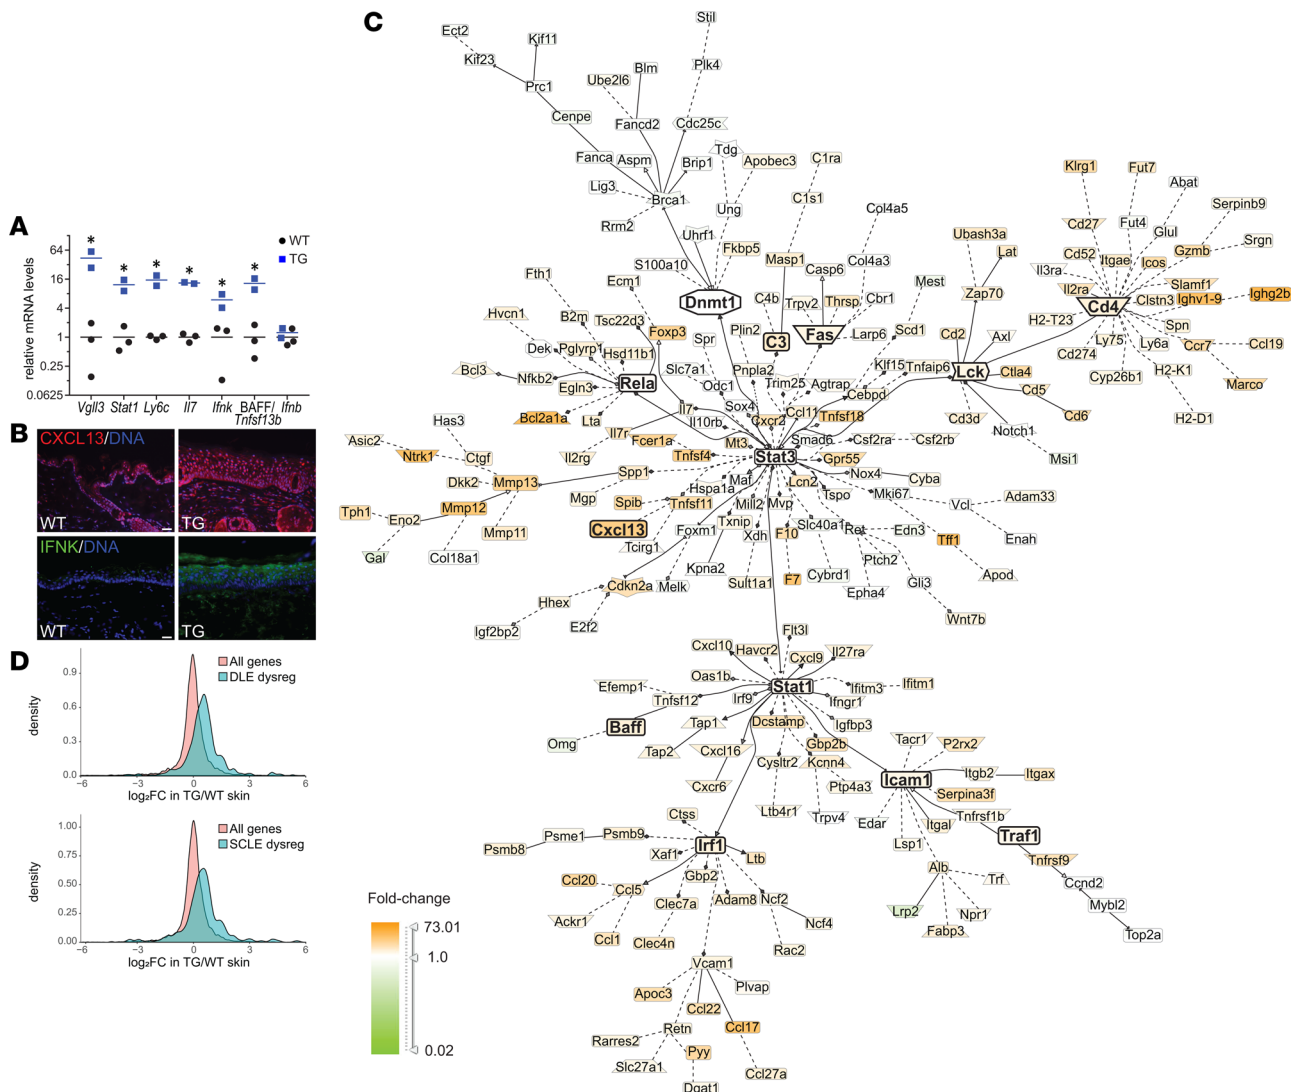 A
relative mRNA levels
64
16
4
1
0.25
0.0625
WT
TG
*
*
*
*
*
*
Vgll3
Stat1
Ly6c
Il7
Ifnk
BAFF/
Tnfsf13b
Ifnb
B
CXCL13/DNA
WT
TG
IFNK/DNA
WT
TG
C
Stil
Ect2
Kif11
Kif23
Plk4
Blm
Ube2l6
Prc1
Cenpe
Fancd2
Cdc25c
Tdg
Apobec3
C1ra
Fanca
Aspm
Brip1
Lig3
Brca1
C1s1
Ung
Col4a5
Rrm2
Uhrf1
Fkbp5
Masp1
Casp6
Col4a3
S100a10
Fth1
Ecm1
Dnmt1
C4b
Trpv2
Thrsp
Cbr1
Mest
Hvcn1
B2m
Tsc22d3
Foxp3
Spr
Plin2
C3
Fas
Larp6
Scd1
Dek
Pglyrp1
Hsd11b1
Bcl3
Nfkb2
Egln3
Rela
Slc7a1
Odc1
Pnpla2
Trim25
Agtrap
Klf15
Tnfaip6
Cebpd
Bcl2a1a
Lta
Il7
Sox4
Il10rb
Cxcr2
Ccl11
Tnfsf18
Il7r
Fcer1a
Mt3
Smad6
Csf2ra
Csf2rb
Has3
Asic2
Ntrk1
Ctgf
Il2rg
Tnfsf4
Stat3
Gpr55
Dkk2
Mmp13
Spp1
Maf
Lcn2
Nox4
Cyba
Mgp
Hspa1a
Tspo
Mki67
Tph1
Eno2
Mmp12
Spib
Tnfsf11
Mill2
Mvp
Vcl
Adam33
Mmp11
Cxcl13
Foxm1
Txnip
Xdh
F10
Slc40a1
Ret
Edn3
Tff1
Enah
Gal
Col18a1
Tcirg1
Kpna2
Sult1a1
F7
Cybrd1
Ptch2
Gli3
Apod
Cdkn2a
Melk
Epha4
Hhex
Igf2bp2
E2f2
Wnt7b
Klrg1
Fut7
Abat
Serpinb9
Cd27
Fut4
Glul
Ubash3a
Lat
Cd52
Itgae
Icos
Gzmb
Srgn
Il3ra
Il2ra
Slamf1
Zap70
Cd4
Clstn3
Ighv1-9
Ighg2b
H2-T23
Spn
Cd2
Axl
Ly75
Ly6a
Ccr7
Ccl19
Cd274
Lck
Ctla4
Cyp26b1
H2-K1
Marco
Cd5
Cd3d
Cd6
H2-D1
Notch1
Msi1
Flt3l
Cxcl10
Havcr2
Cxcl9
Il27ra
Oas1b
Stat1
Ifitm3
Ifitm1
Efemp1
Tnfsf12
Irf9
Ifngr1
Baff
Tap1
Dcstamp
Igfbp3
Omg
Tap2
Cxcl16
Gbp2b
Tacr1
P2rx2
Cysltr2
Kcnn4
Cxcr6
Ptp4a3
Icam1
Itgb2
Itgax
Ltb4r1
Trpv4
Serpina3f
Ctss
Edar
Itgal
Tnfrsf1b
Psme1
Psmb9
Lsp1
Traf1
Psmb8
Xaf1
Irf1
Ltb
Tnfrsf9
Ccl20
Ccl5
Gbp2
Alb
Trf
Ccnd2
Clec7a
Adam8
Ncf2
Lrp2
Npr1
Mybl2
Ackr1
Ncf4
Ccl1
Clec4n
Fabp3
Top2a
Rac2
Vcam1
Plvap
Apoc3
Ccl22
Ccl17
Retn
Rarres2
Pyy
Slc27a1
Ccl27a
Dgat1
Fold-change
73.01
1.0
0.02
D
density
0.9
0.6
0.3
0.0
All genes
DLE dysreg
−6
−3
0
3
6
log₂FC in TG/WT skin
density
1.00
0.75
0.50
0.25
0.00
All genes
SCLE dysreg
−6
−3
0
3
6
log₂FC in TG/WT skin